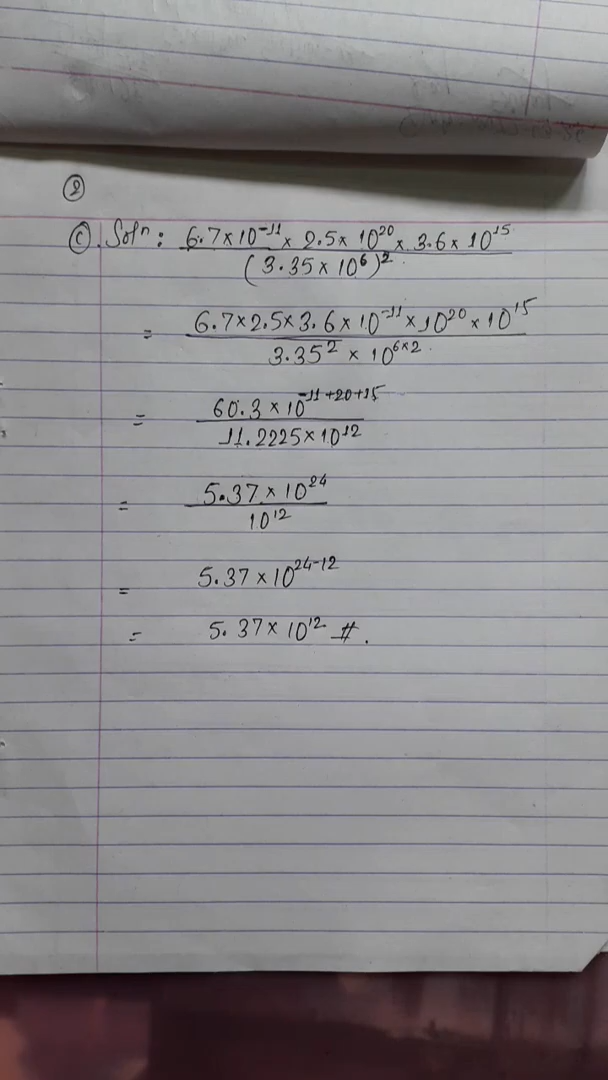 ②
ⓒ. Solⁿ: 6.7×10⁻¹¹ × 2.5× 10²⁰ × 3.6 × 10¹⁵
(3.35×10⁶)²
= 6.7×2.5×3.6×10⁻¹¹×10²⁰×10¹⁵
3.35² × 10⁶ˣ²
= 60.3×10⁻¹¹⁺²⁰⁺¹⁵
11.2225×10¹²
= 5.37×10²⁴
10¹²
= 5.37×10²⁴⁻¹²
= 5.37×10¹² #.